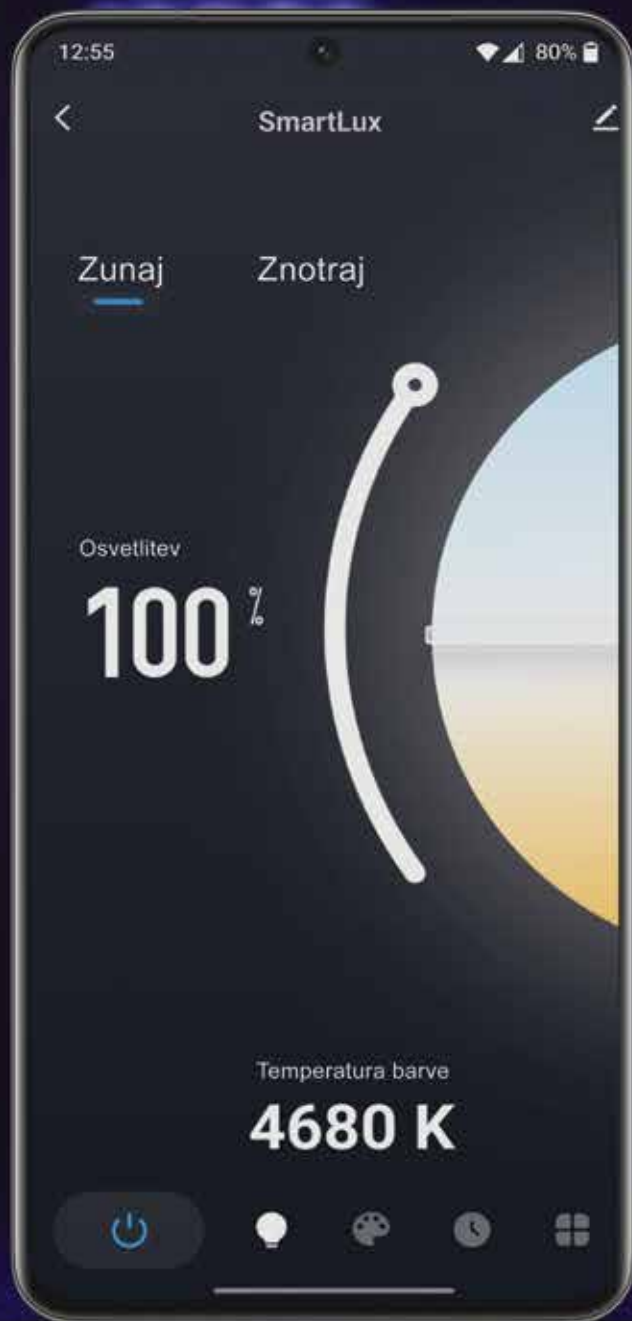 12:55
80%
SmartLux
Zunaj
Znotraj
Osvetlitev
100 %
Temperatura barve
4680 K